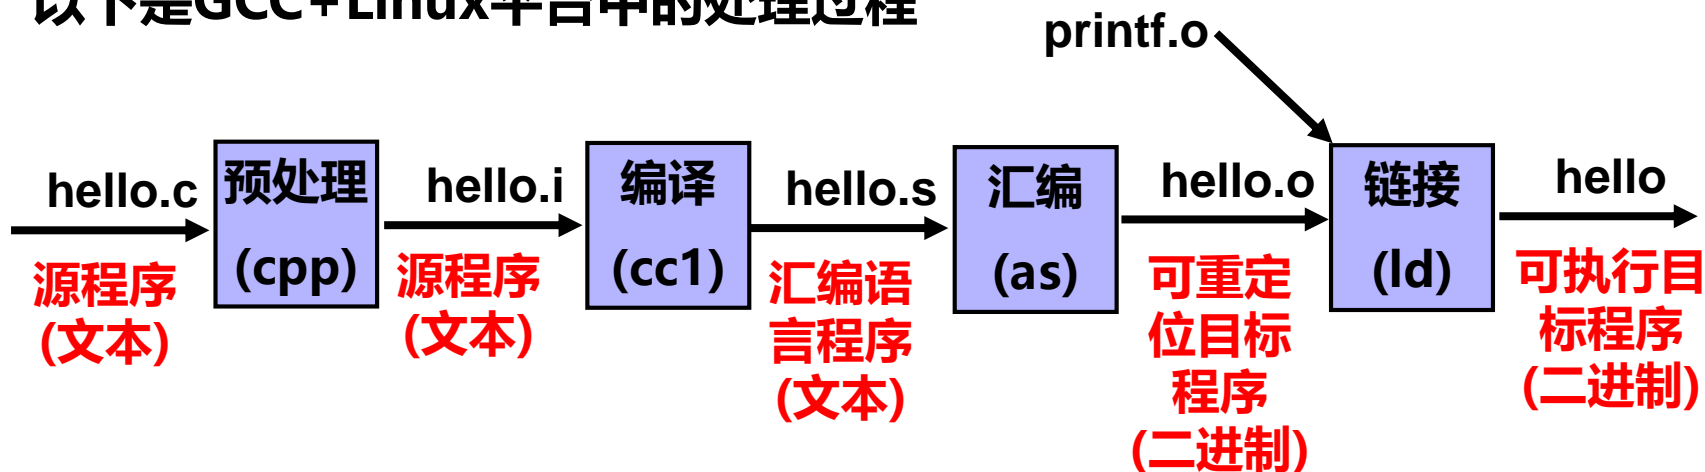 以下是GCC+Linux平台中的处理过程
printf.o
hello.c
预处理
(cpp)
hello.i
编译
(cc1)
hello.s
汇编
(as)
hello.o
链接
(ld)
hello
源程序
(文本)
源程序
(文本)
汇编语
言程序
(文本)
可重定
位目标
程序
(二进制)
可执行目
标程序
(二进制)